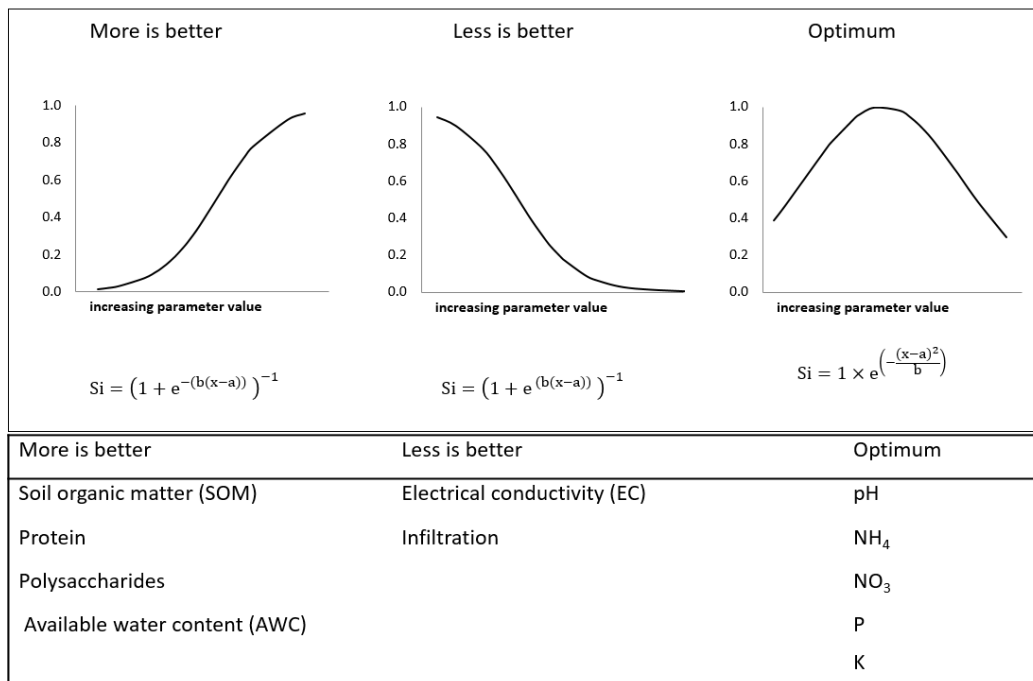 More is better Less is better Optimum
1.0 1.0 1.0
0.8 0.8 0.8
0.6 0.6 0.6
0.4 0.4 0.4
0.2 0.2 0.2
0.0 0.0 0.0
increasing parameter value increasing parameter value increasing parameter value
Si = (1 + e^{-(b(x-a))})^{-1} Si = (1 + e^{(b(x-a))})^{-1} Si = 1 × e^{(-\frac{(x-a)^2}{b})}
More is better Less is better Optimum
Soil organic matter (SOM) Electrical conductivity (EC) pH
Protein Infiltration NH₄
Polysaccharides NO₃
Available water content (AWC) P
K